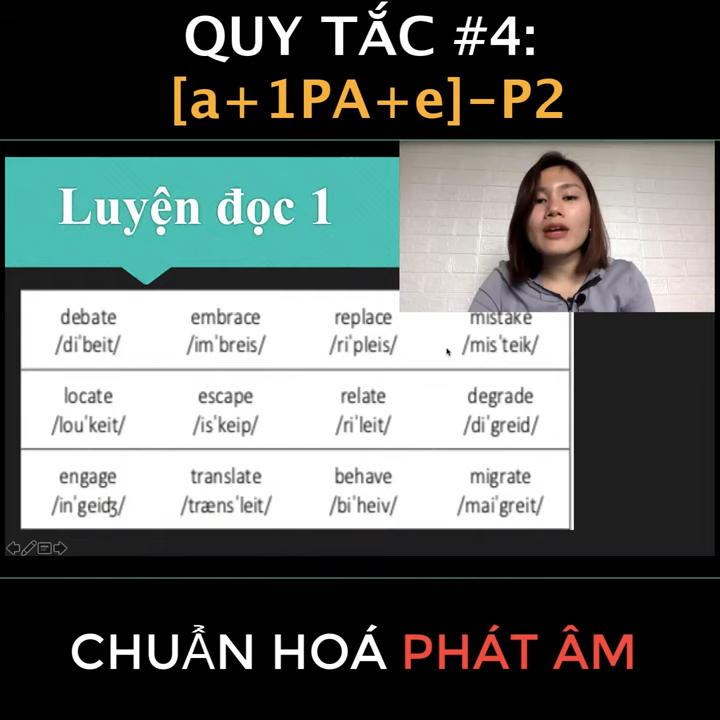 QUY TẮC #4:
[a+1PA+e]-P2
Luyện đọc 1
debate embrace replace mistake
/di'beit/ /im'breis/ /ri'pleis/ /mis'teik/
locate escape relate degrade
/lou'keit/ /is'keip/ /ri'leit/ /di'greid/
engage translate behave migrate
/in'geidʒ/ /træns'leit/ /bi'heiv/ /mai'greit/
CHUẨN HOÁ PHÁT ÂM